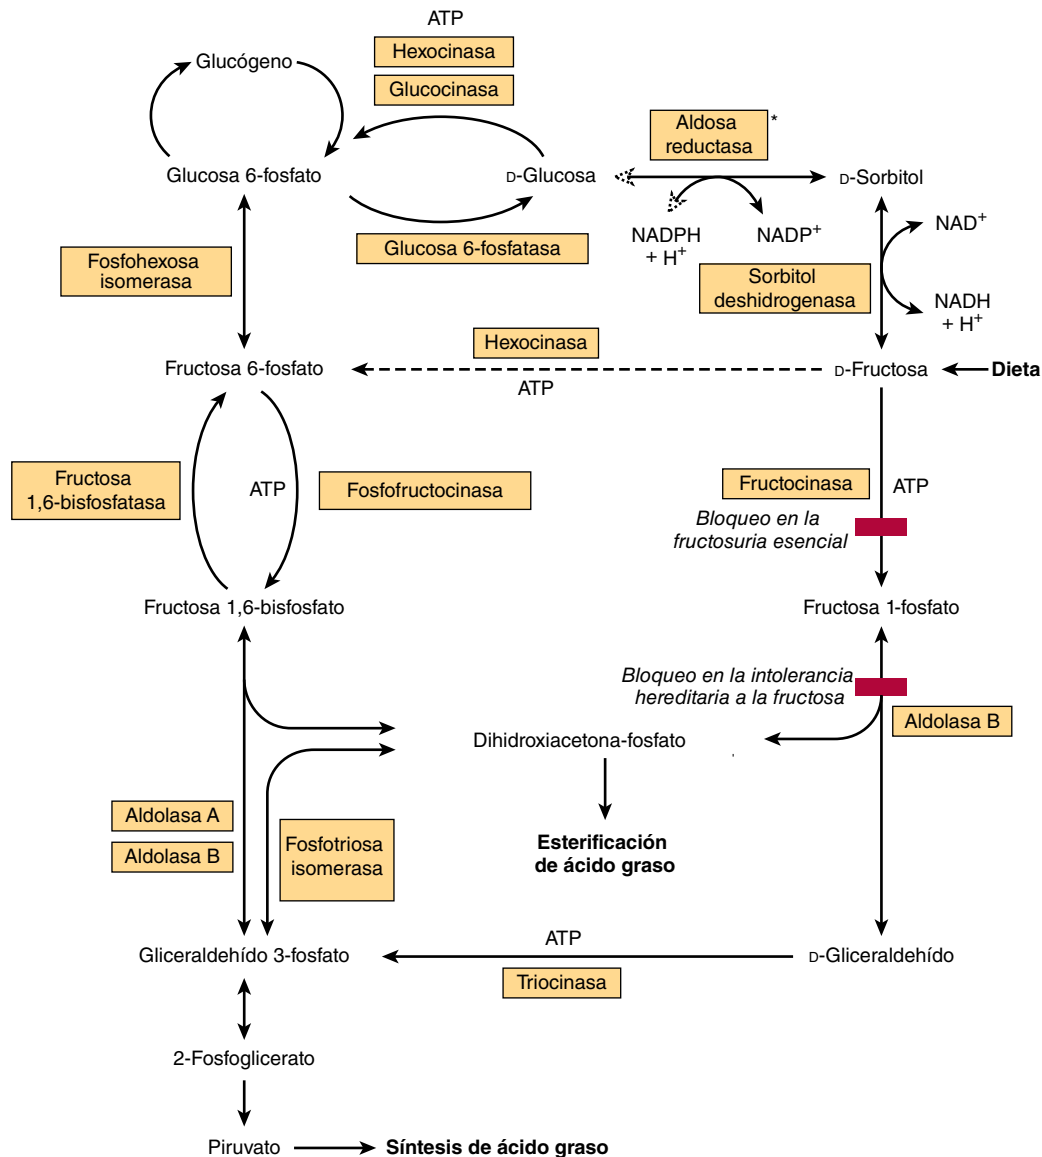 ATP
Hexocinasa
Glucógeno
Glucocinasa
Aldosa *
reductasa
Glucosa 6-fosfato
D-Glucosa
D-Sorbitol
NAD+
NADPH
+ H+
NADP+
Glucosa 6-fosfatasa
Fosfohexosa
isomerasa
Sorbitol
deshidrogenasa
NADH
+ H+
Hexocinasa
Fructosa 6-fosfato
ATP
D-Fructosa
Dieta
Fructosa
1,6-bisfosfatasa
ATP
Fosfofructocinasa
Fructocinasa
ATP
Bloqueo en la
fructosuria esencial
Fructosa 1,6-bisfosfato
Fructosa 1-fosfato
Bloqueo en la intolerancia
hereditaria a la fructosa
Aldolasa B
Dihidroxiacetona-fosfato
Aldolasa A
Aldolasa B
Fosfotriosa
isomerasa
Esterificación
de ácido graso
ATP
Gliceraldehído 3-fosfato
D-Gliceraldehído
Triocinasa
2-Fosfoglicerato
Piruvato
Síntesis de ácido graso